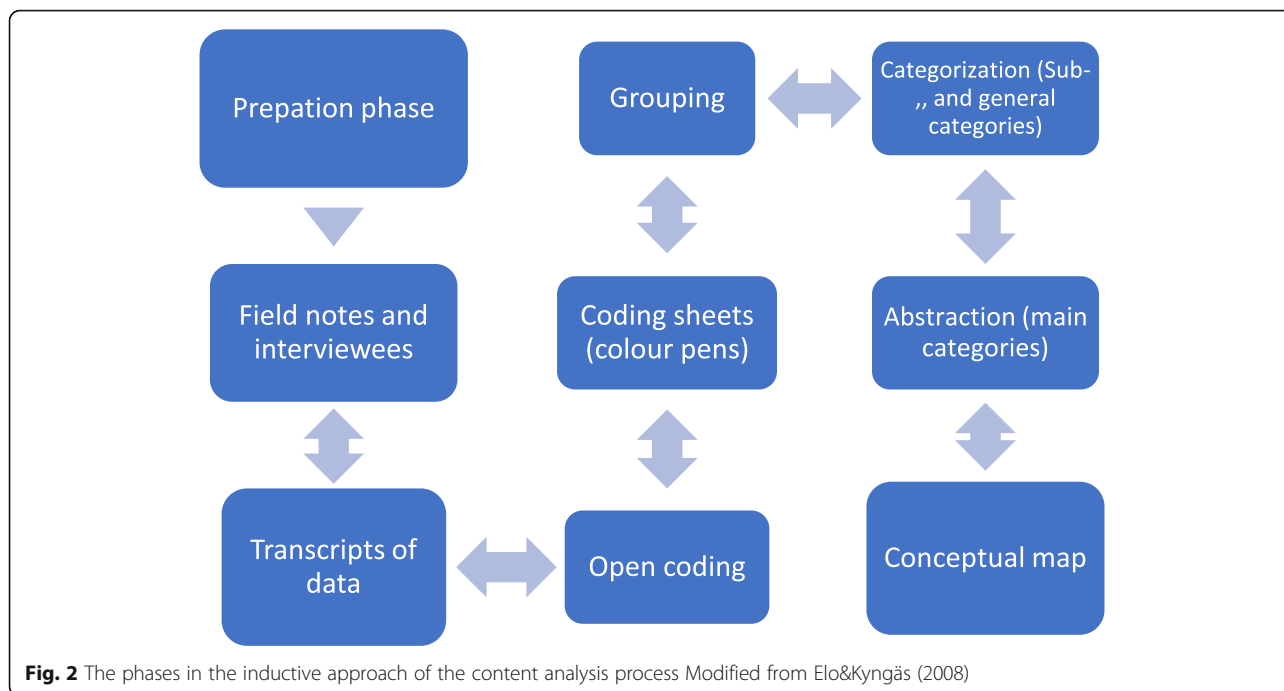 Prepation phase
Field notes and
interviewees
Transcripts of
data
Open coding
Coding sheets
(colour pens)
Grouping
Categorization (Sub-
,, and general
categories)
Abstraction (main
categories)
Conceptual map
Fig. 2 The phases in the inductive approach of the content analysis process Modified from Elo&Kyngäs (2008)